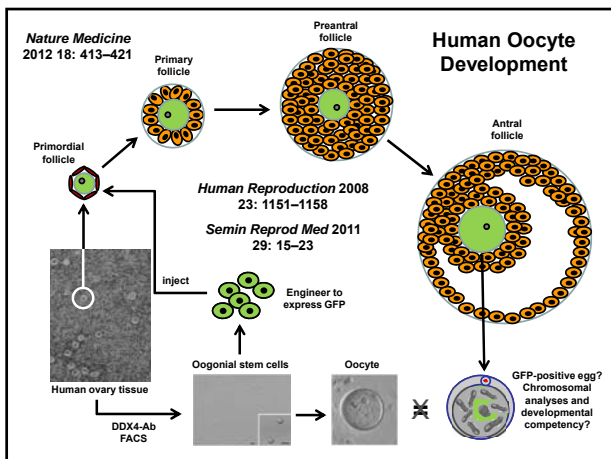 Nature Medicine
2012 18: 413–421
Human Oocyte
Development
Preantral
follicle
Primary
follicle
Antral
follicle
Primordial
follicle
Human Reproduction 2008
23: 1151–1158
Semin Reprod Med 2011
29: 15–23
inject
Engineer to
express GFP
Human ovary tissue
Oogonial stem cells
Oocyte
GFP-positive egg?
Chromosomal
analyses and
developmental
competency?
DDX4-Ab
FACS